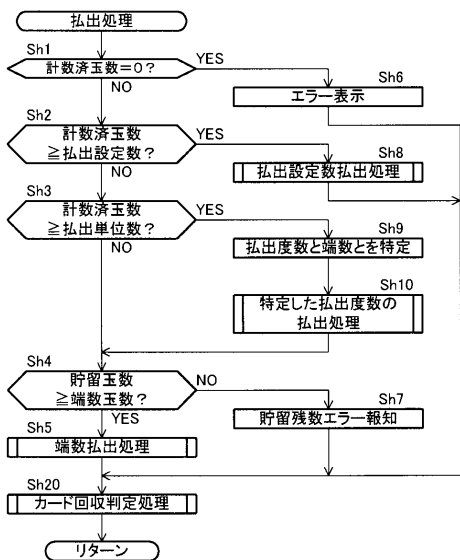 払出処理
Sh1
計数済玉数=0?
YES
NO
Sh6
エラー表示
Sh2
計数済玉数
≧払出設定数?
YES
NO
Sh8
払出設定数払出処理
Sh3
計数済玉数
≧払出単位数?
YES
NO
Sh9
払出度数と端数とを特定
Sh10
特定した払出度数の
払出処理
Sh4
貯留玉数
≧端数玉数?
NO
YES
Sh7
貯留残数エラー報知
Sh5
端数払出処理
Sh20
カード回収判定処理
リターン